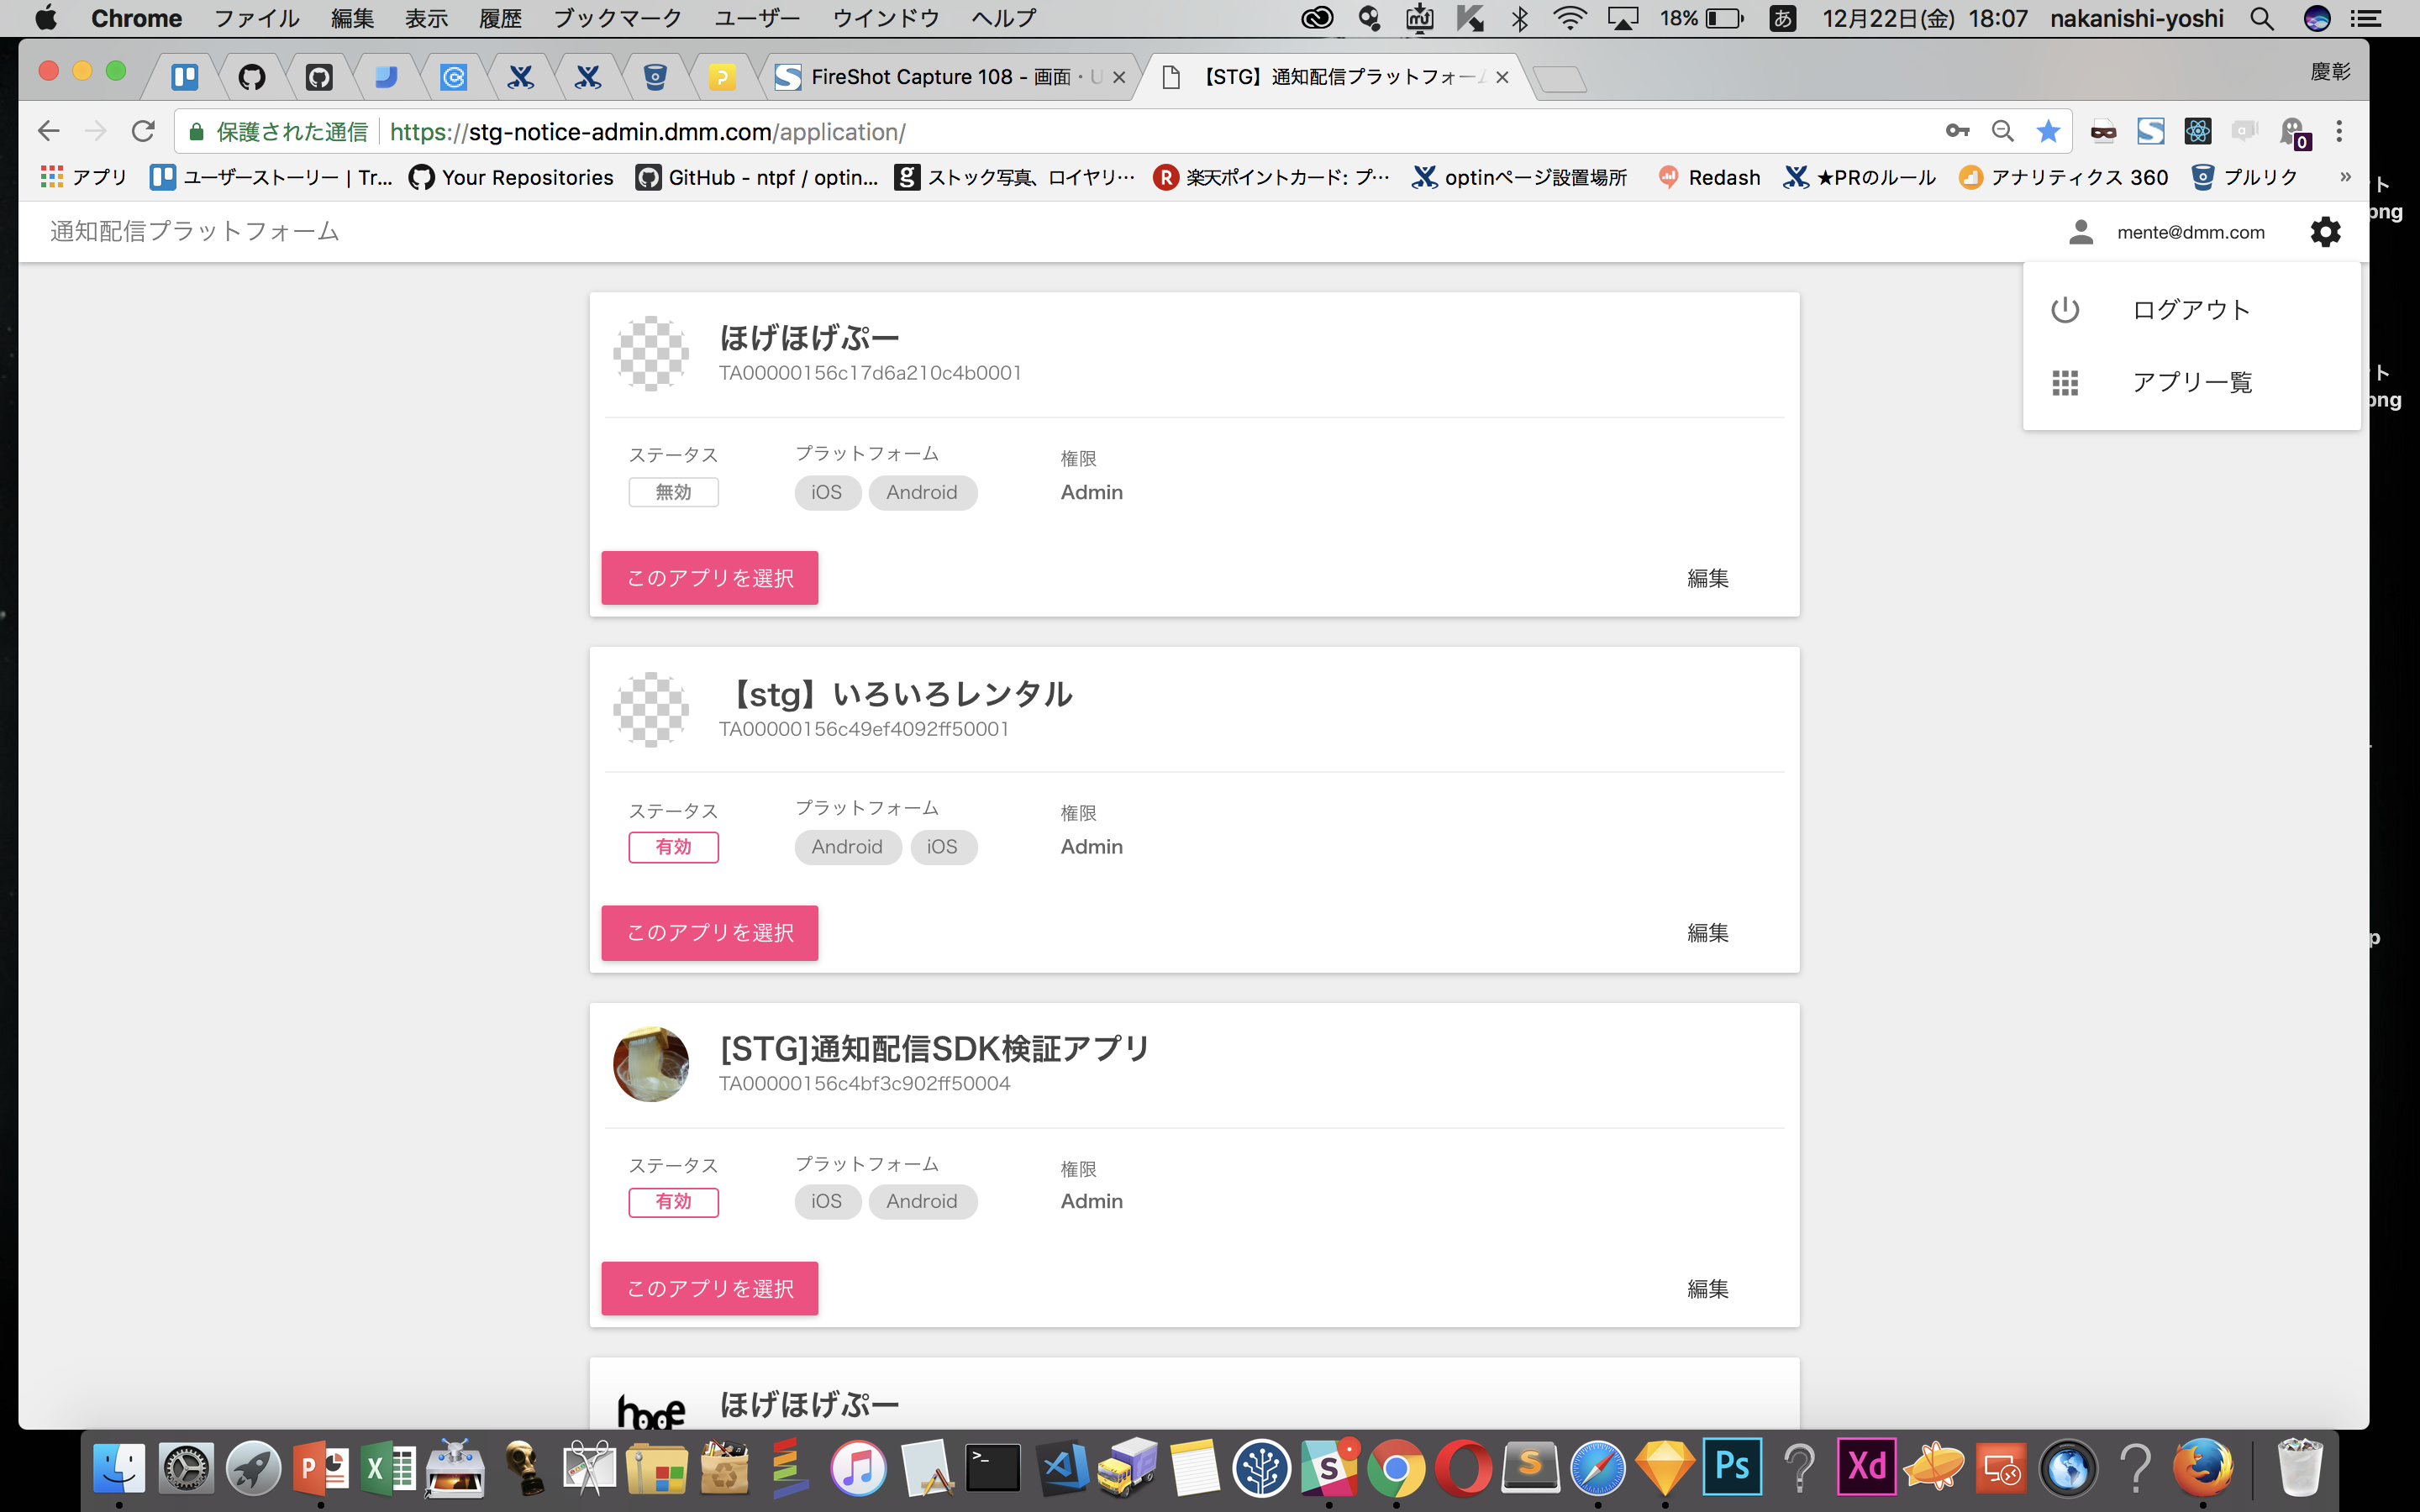 Chrome ファイル 編集 表示 履歴 ブックマーク ユーザー ウインドウ ヘルプ 18% あ 12月22日(金) 18:07 nakanishi-yoshi
FireShot Capture 108 - 画面・U 【STG】通知配信プラットフォーム 慶彰
保護された通信 https://stg-notice-admin.dmm.com/application/ 0
アプリ ユーザーストーリー | Tr... Your Repositories GitHub - ntpf / optin... ストック写真、ロイヤリ… 楽天ポイントカード: プ… optinページ設置場所 Redash ★PRのルール アナリティクス 360 プルリク »
通知配信プラットフォーム mente@dmm.com
ログアウト
アプリ一覧
ト
png
ト
png
p
ほげほげぷー
TA00000156c17d6a210c4b0001
ステータス プラットフォーム 権限
無効 iOS Android Admin
このアプリを選択 編集
【stg】いろいろレンタル
TA00000156c49ef4092ff50001
ステータス プラットフォーム 権限
有効 Android iOS Admin
このアプリを選択 編集
[STG]通知配信SDK検証アプリ
TA00000156c4bf3c902ff50004
ステータス プラットフォーム 権限
有効 iOS Android Admin
このアプリを選択 編集
hoge ほげほげぷー
Ps Xd